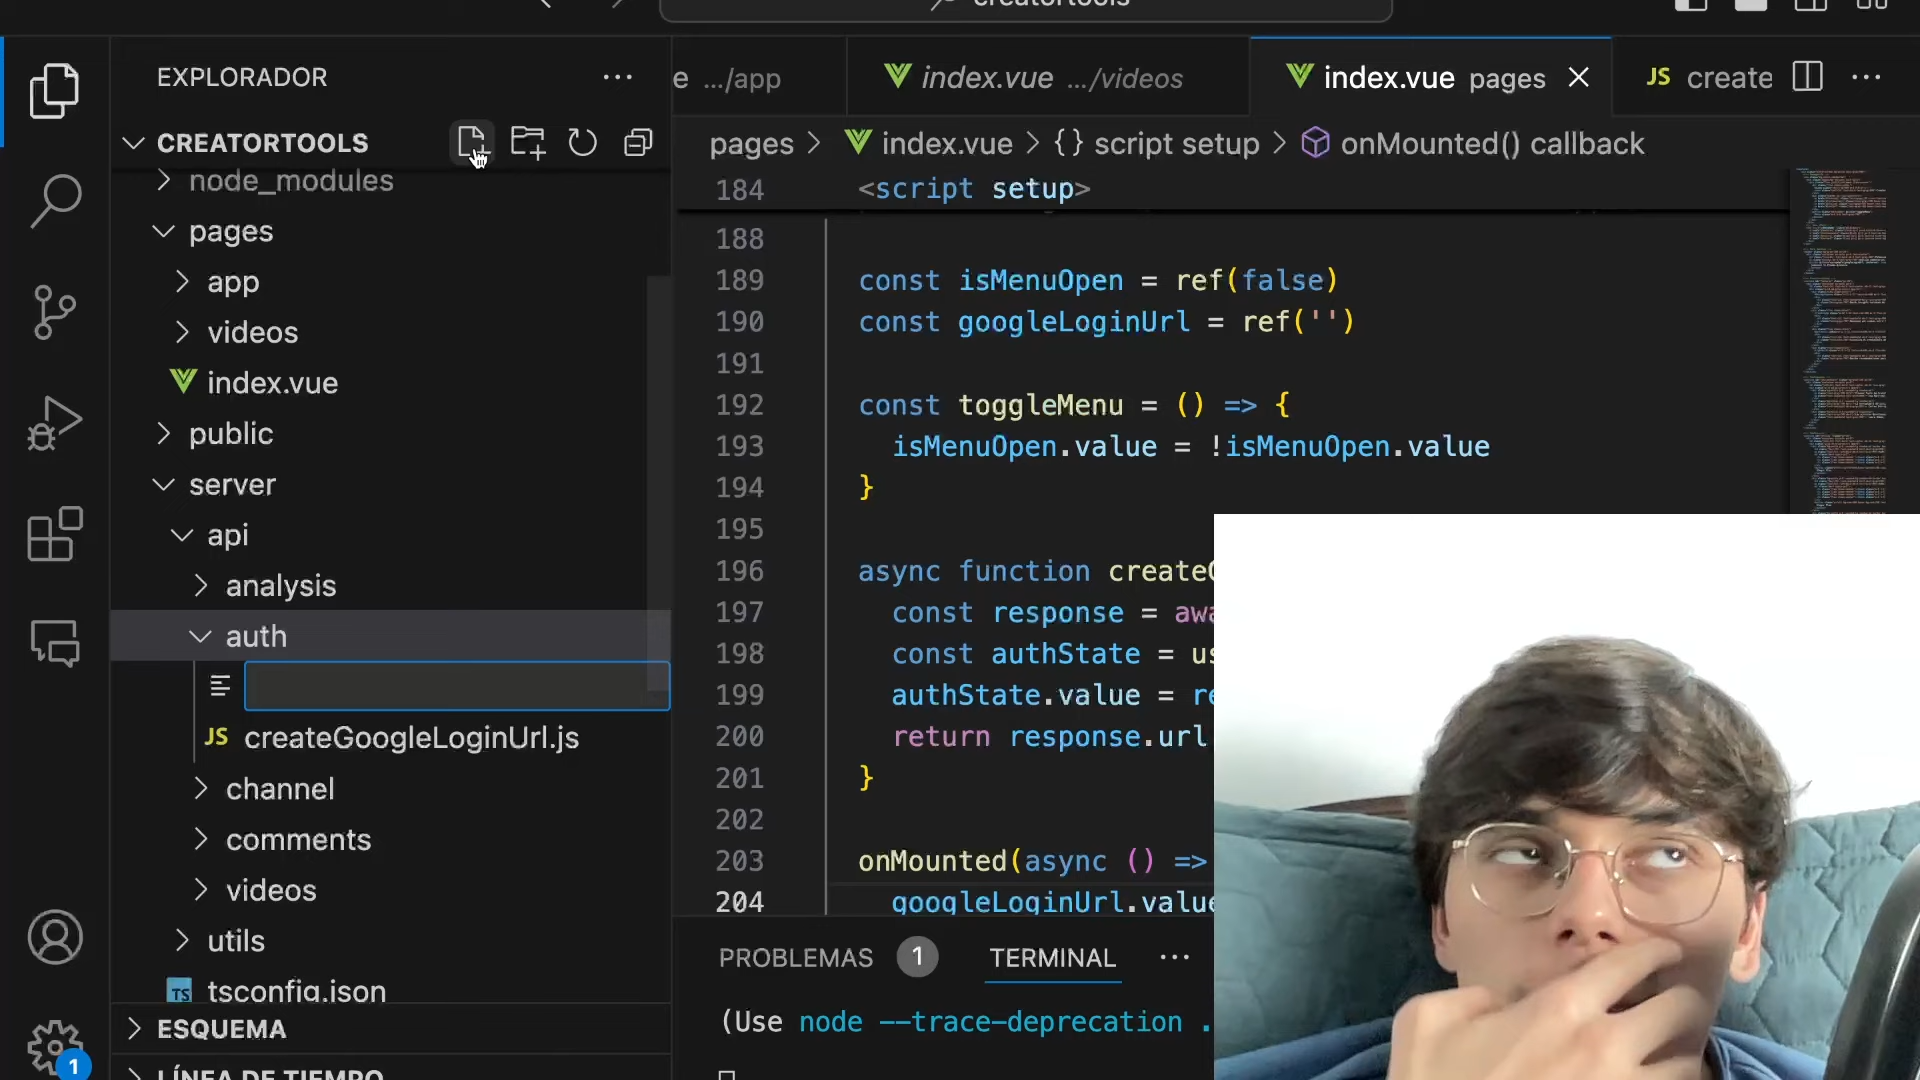 creatortools
EXPLORADOR
CREATORTOOLS
node_modules
pages
app
videos
index.vue
public
server
api
analysis
auth
JS createGoogleLoginUrl.js
channel
comments
videos
utils
TS tsconfig.json
ESQUEMA
LÍNEA DE TIEMPO
1
e .../app
index.vue .../videos
index.vue pages
JS create
pages > index.vue > {} script setup > onMounted() callback
184 <script setup>
188
189 const isMenuOpen = ref(false)
190 const googleLoginUrl = ref('')
191
192 const toggleMenu = () => {
193 isMenuOpen.value = !isMenuOpen.value
194 }
195
196 async function createG
197 const response = awa
198 const authState = us
199 authState.value = re
200 return response.url
201 }
202
203 onMounted(async () =>
204 googleLoginUrl.value
PROBLEMAS 1 TERMINAL
(Use node --trace-deprecation .